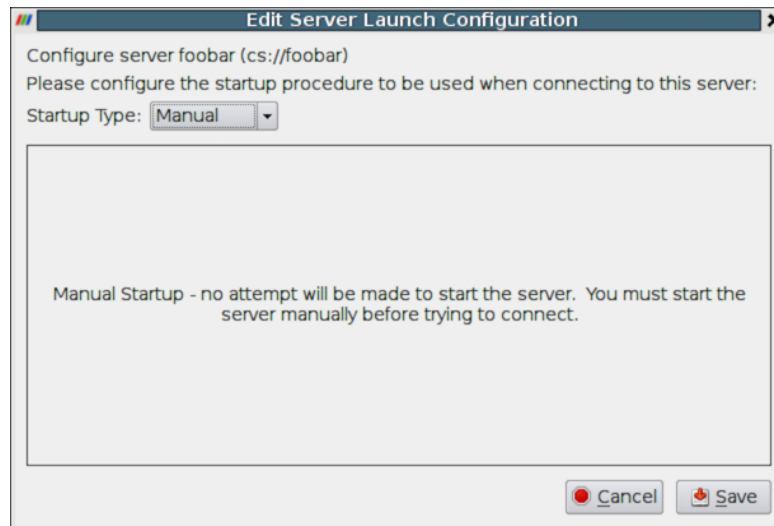 Edit Server Launch Configuration
Configure server foobar (cs://foobar)
Please configure the startup procedure to be used when connecting to this server:
Startup Type: Manual
Manual Startup - no attempt will be made to start the server. You must start the
server manually before trying to connect.
Cancel Save